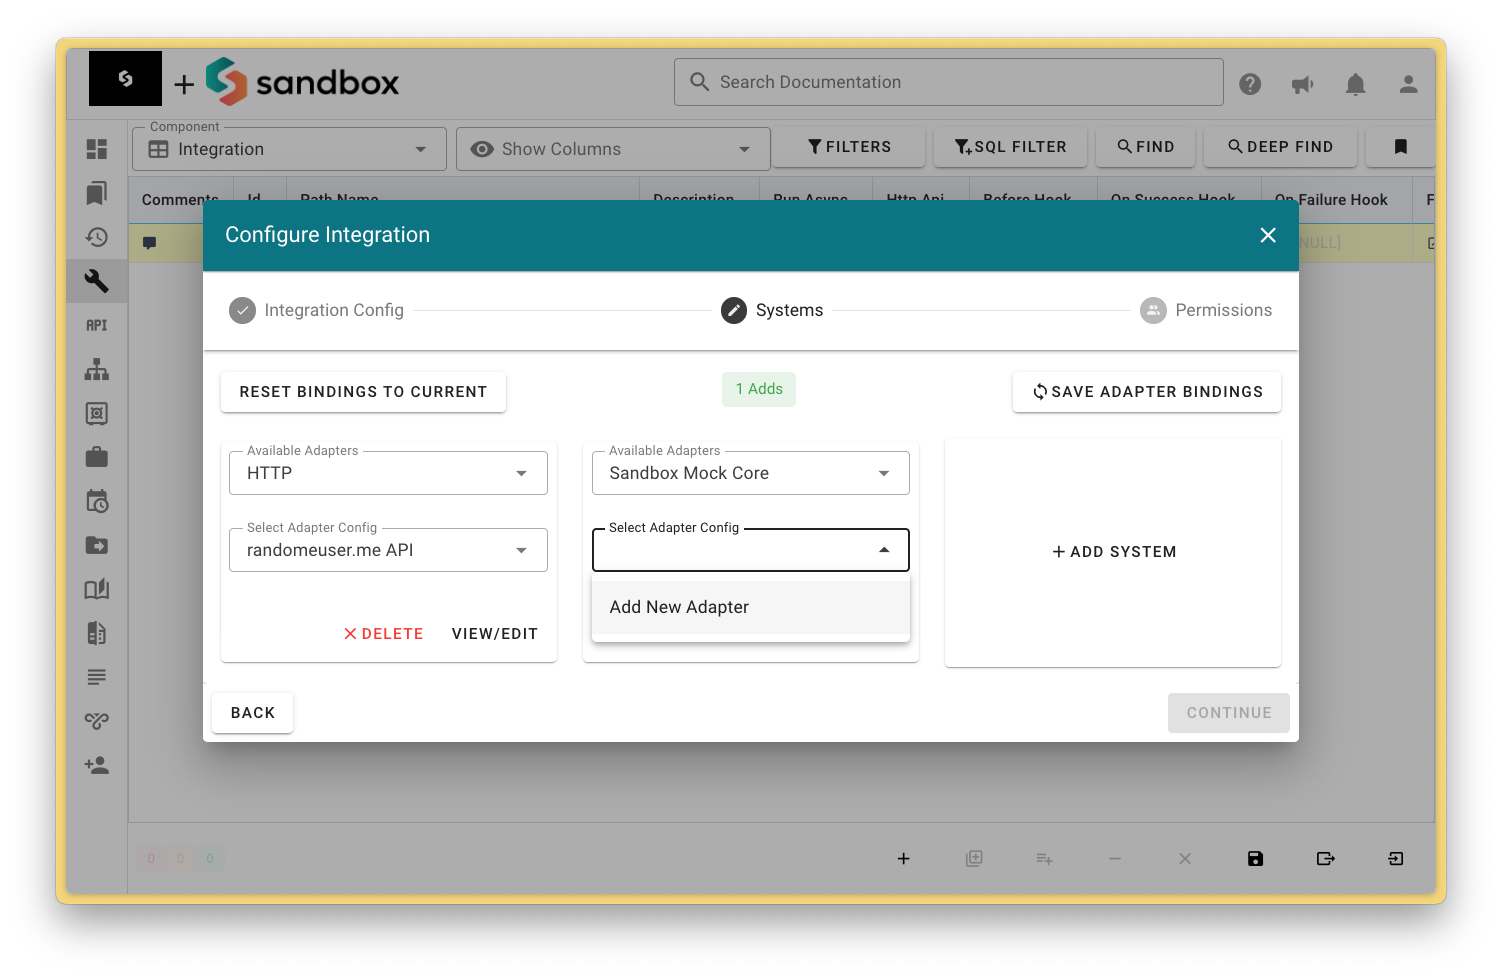 sandbox
Search Documentation
Component
Integration
Show Columns
FILTERS
SQL FILTER
FIND
DEEP FIND
Comments
Id
Path Name
Description
Run Async
Http Api
Before Hook
On Success Hook
On Failure Hook
F
NULL]
API
Configure Integration
Integration Config
Systems
Permissions
RESET BINDINGS TO CURRENT
1 Adds
SAVE ADAPTER BINDINGS
Available Adapters
HTTP
Select Adapter Config
randomeuser.me API
DELETE
VIEW/EDIT
Available Adapters
Sandbox Mock Core
Select Adapter Config
Add New Adapter
+ ADD SYSTEM
BACK
CONTINUE
0 0 0